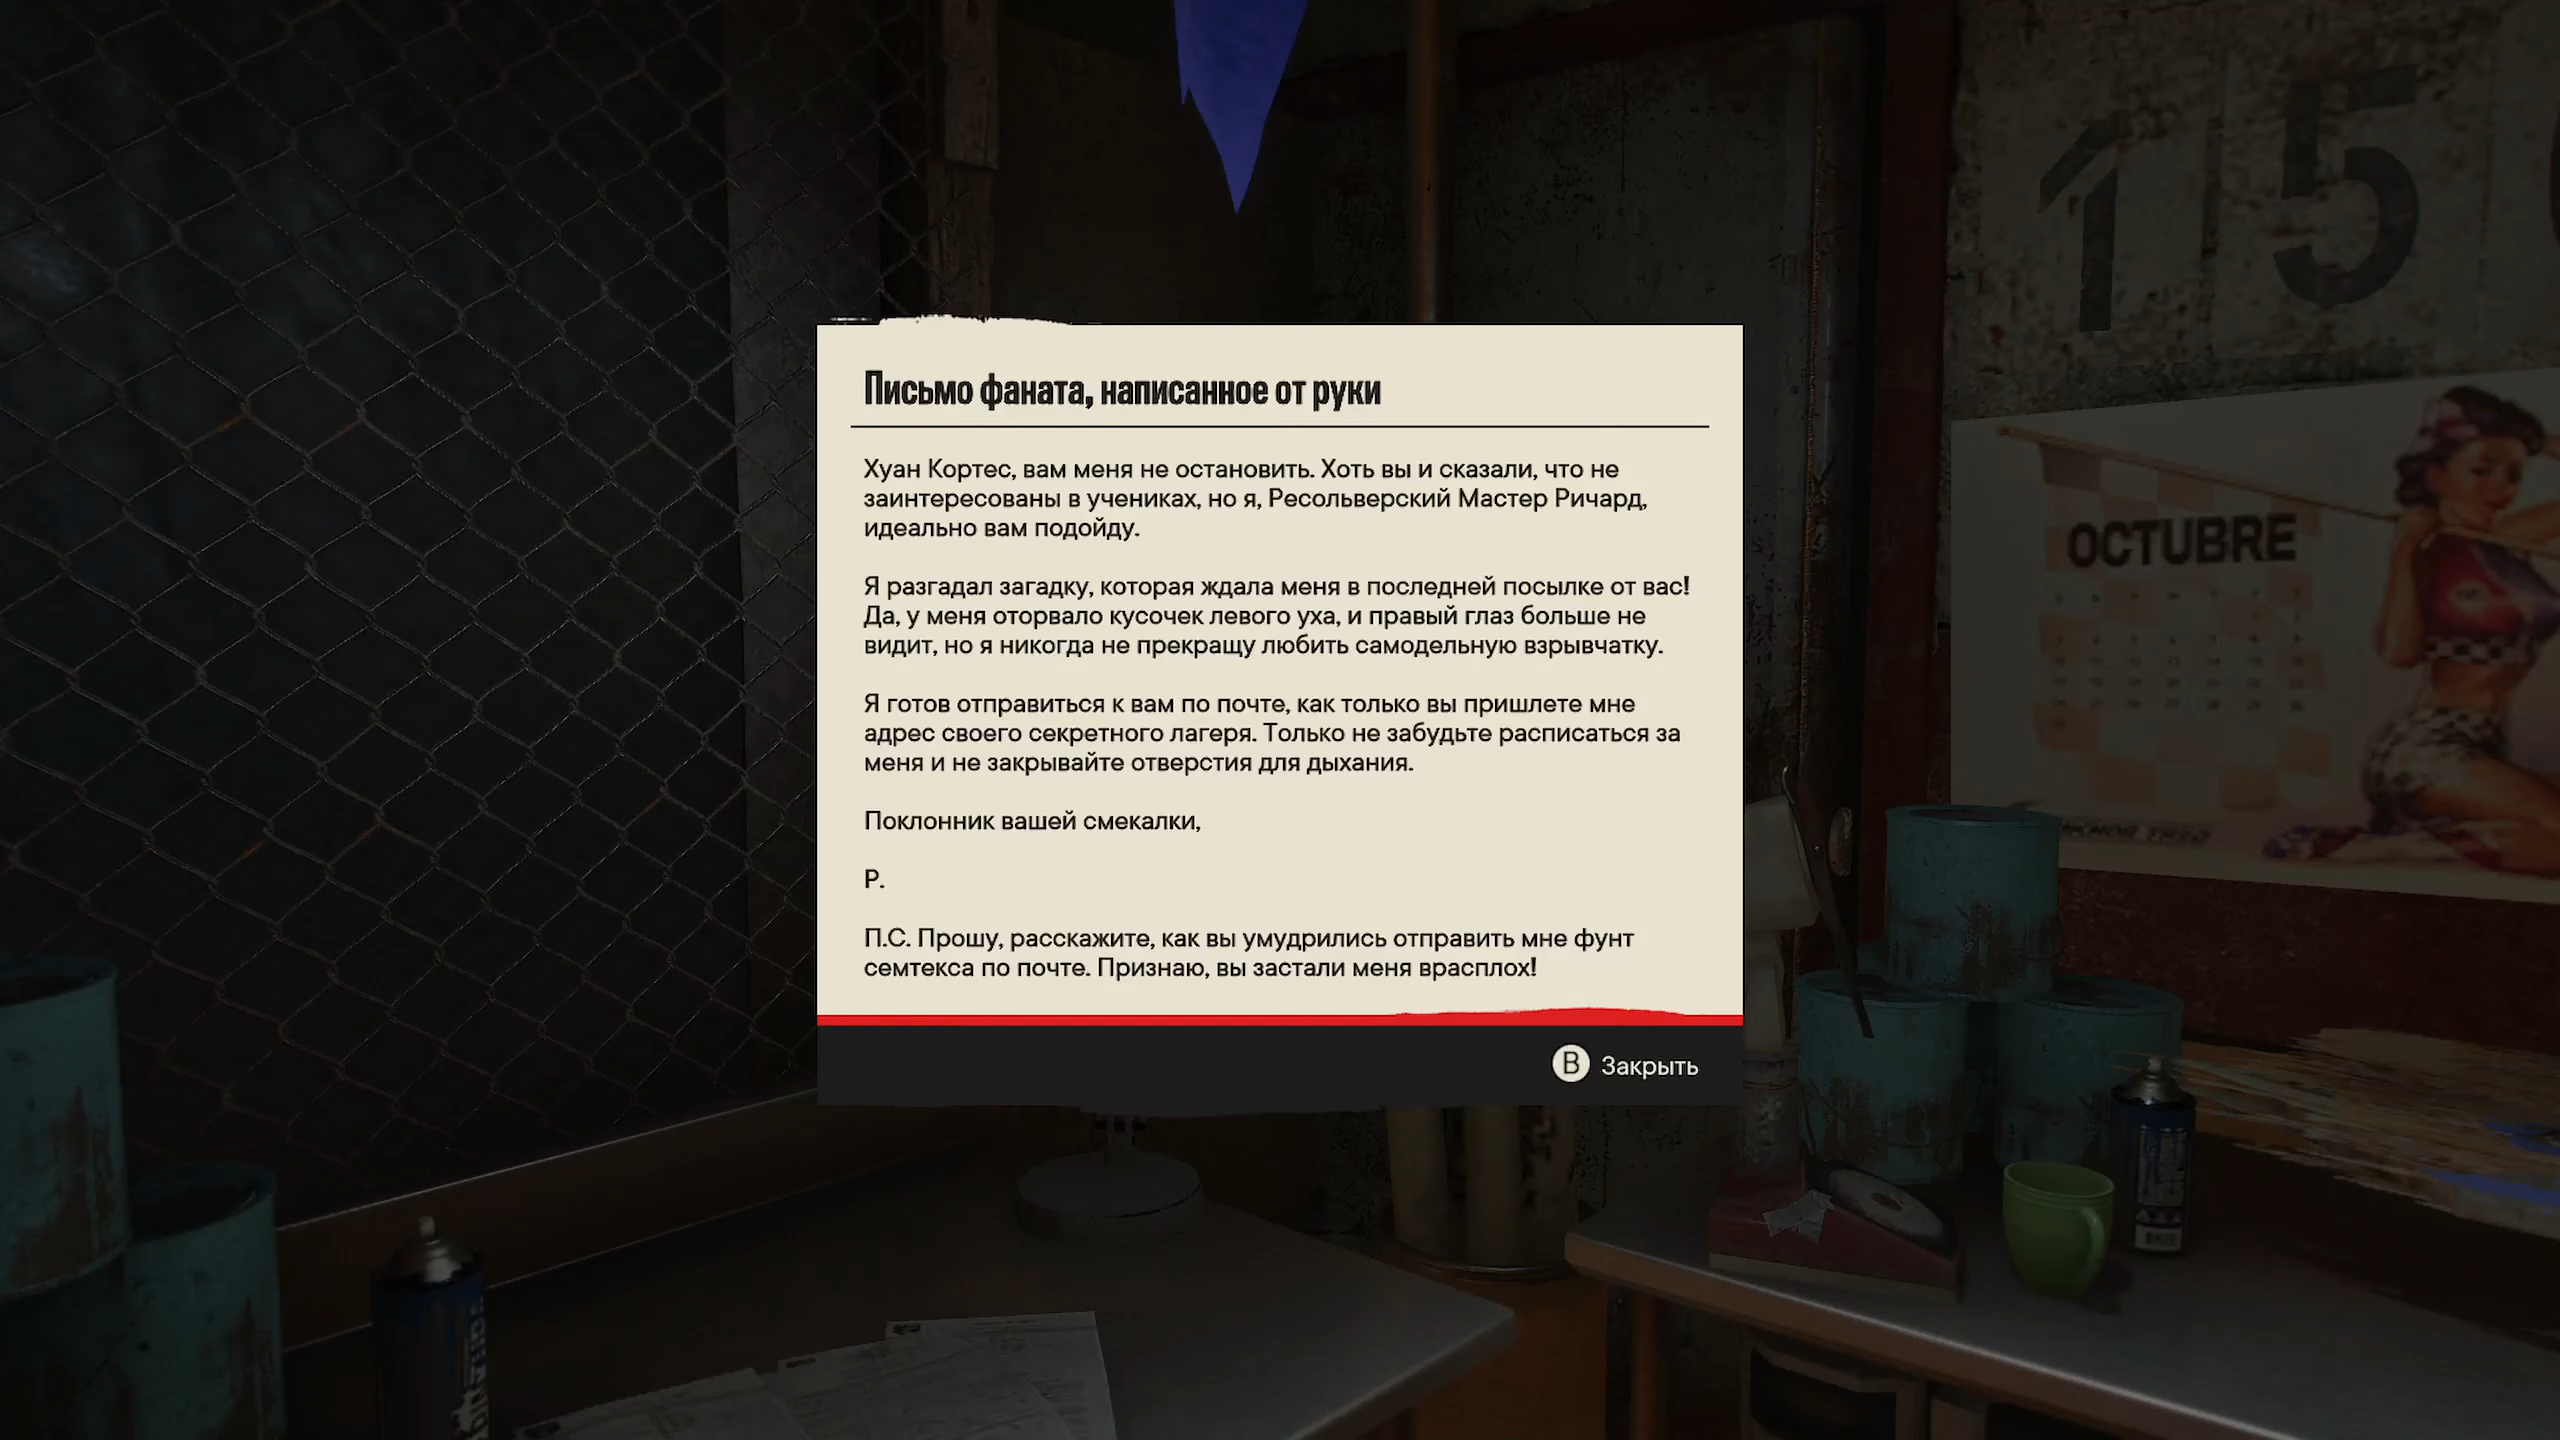 Письмо фаната, написанное от руки
Хуан Кортес, вам меня не остановить. Хоть вы и сказали, что не
заинтересованы в учениках, но я, Ресольверский Мастер Ричард,
идеально вам подойду.
Я разгадал загадку, которая ждала меня в последней посылке от вас!
Да, у меня оторвало кусочек левого уха, и правый глаз больше не
видит, но я никогда не прекращу любить самодельную взрывчатку.
Я готов отправиться к вам по почте, как только вы пришлете мне
адрес своего секретного лагеря. Только не забудьте расписаться за
меня и не закрывайте отверстия для дыхания.
Поклонник вашей смекалки,
Р.
П.С. Прошу, расскажите, как вы умудрились отправить мне фунт
семтекса по почте. Признаю, вы застали меня врасплох!
B Закрыть
15
OCTUBRE